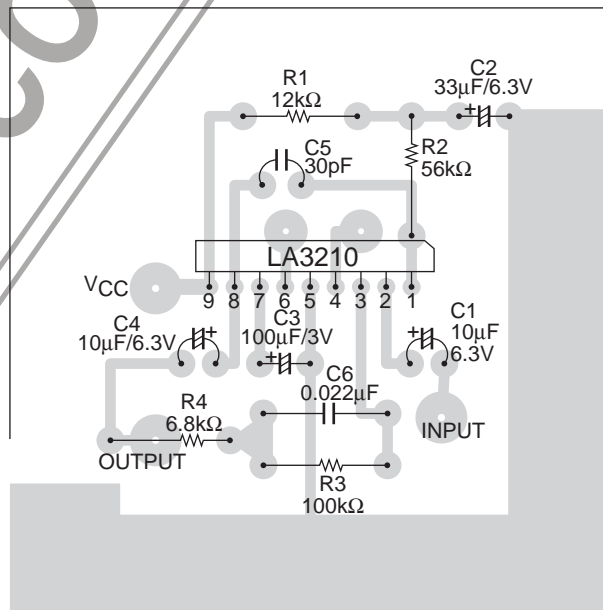 CO
C2
33µF/6.3V
+
R1
12kΩ
R2
56kΩ
C5
30pF
LA3210
VCC
9 8 7 6 5 4 3 2 1
C4
10µF/6.3V
+
C3
100µF/3V
+
C1
10µF
6.3V
+
C6
0.022µF
R4
6.8kΩ
INPUT
OUTPUT
R3
100kΩ